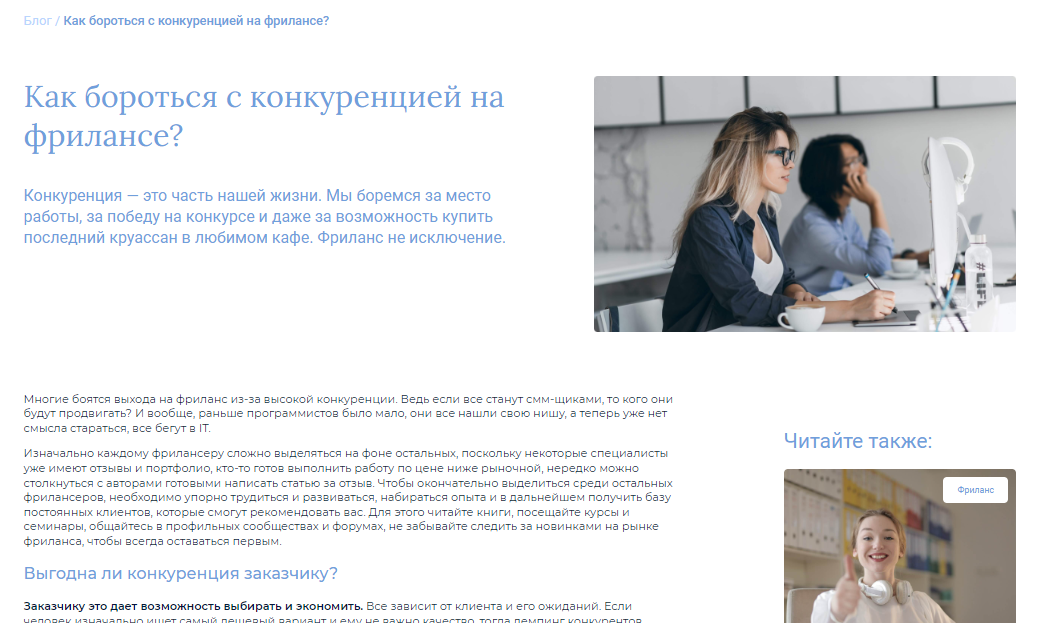 Блог / Как бороться с конкуренцией на фрилансе?
Как бороться с конкуренцией на
фрилансе?
Конкуренция — это часть нашей жизни. Мы боремся за место
работы, за победу на конкурсе и даже за возможность купить
последний круассан в любимом кафе. Фриланс не исключение.
#LIFE
Многие боятся выхода на фриланс из-за высокой конкуренции. Ведь если все станут смм-щиками, то кого они
будут продвигать? И вообще, раньше программистов было мало, они все нашли свою нишу, а теперь уже нет
смысла стараться, все бегут в IT.
Изначально каждому фрилансеру сложно выделяться на фоне остальных, поскольку некоторые специалисты
уже имеют отзывы и портфолио, кто-то готов выполнить работу по цене ниже рыночной, нередко можно
столкнуться с авторами готовыми написать статью за отзыв. Чтобы окончательно выделиться среди остальных
фрилансеров, необходимо упорно трудиться и развиваться, набираться опыта и в дальнейшем получить базу
постоянных клиентов, которые смогут рекомендовать вас. Для этого читайте книги, посещайте курсы и
семинары, общайтесь в профильных сообществах и форумах, не забывайте следить за новинками на рынке
фриланса, чтобы всегда оставаться первым.
Выгодна ли конкуренция заказчику?
Заказчику это дает возможность выбирать и экономить. Все зависит от клиента и его ожиданий. Если
человек изначально ищет самый дешевый вариант и ему не важно качество, тогда демпинг конкурентов
Читайте также:
Фриланс